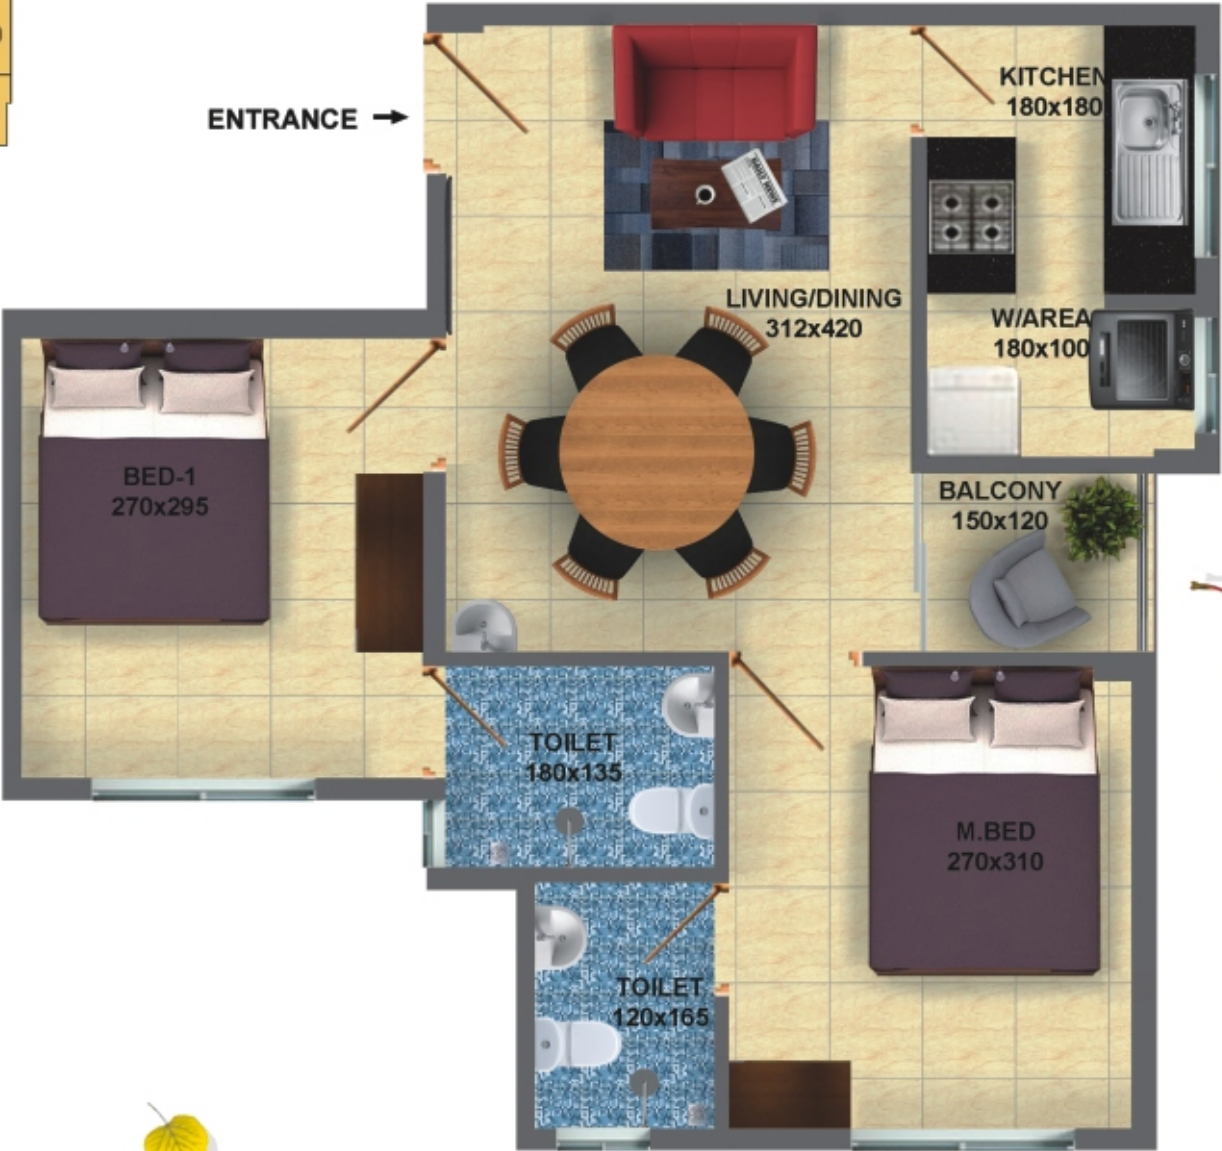 ENTRANCE
KITCHEN
180x180
LIVING/DINING
312x420
W/AREA
180x100
BED-1
270x295
BALCONY
150x120
TOILET
180x135
M.BED
270x310
TOILET
120x165